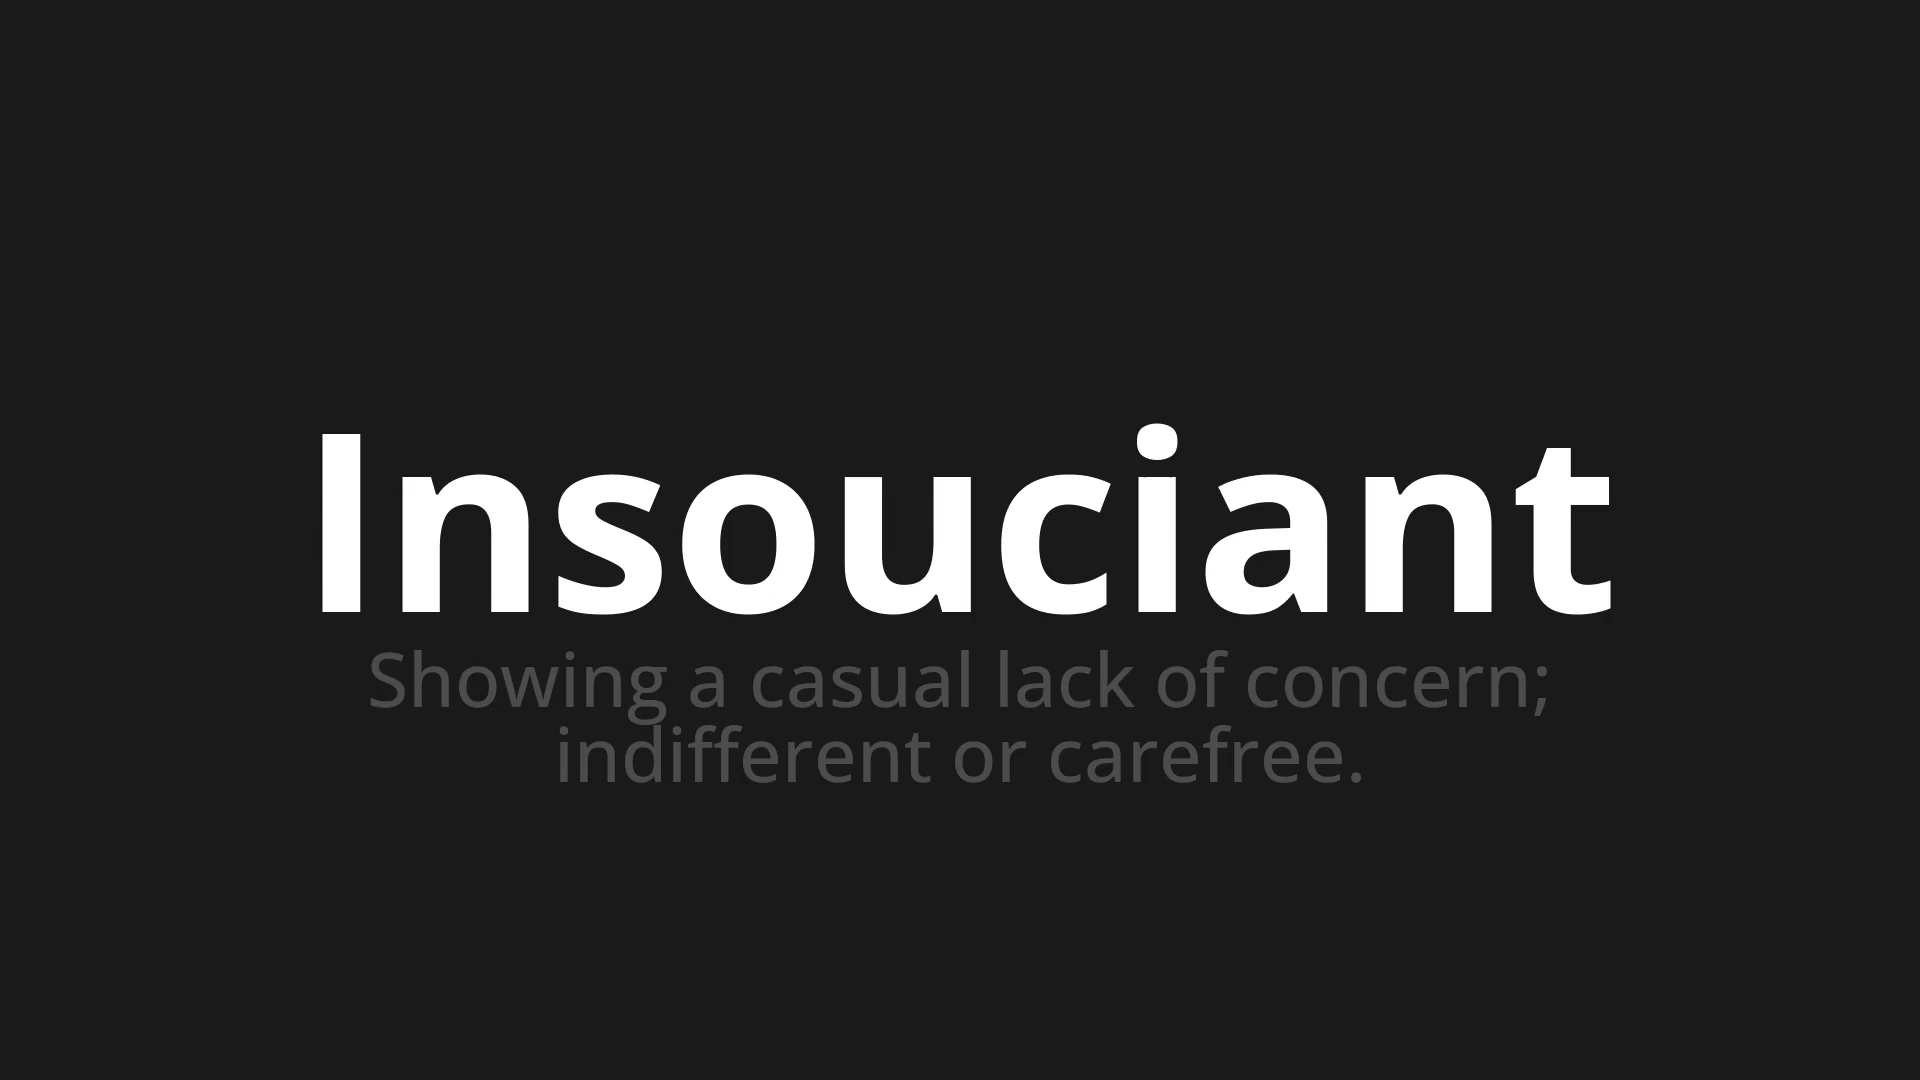 Insouciant
Showing a casual lack of concern;
indifferent or carefree.